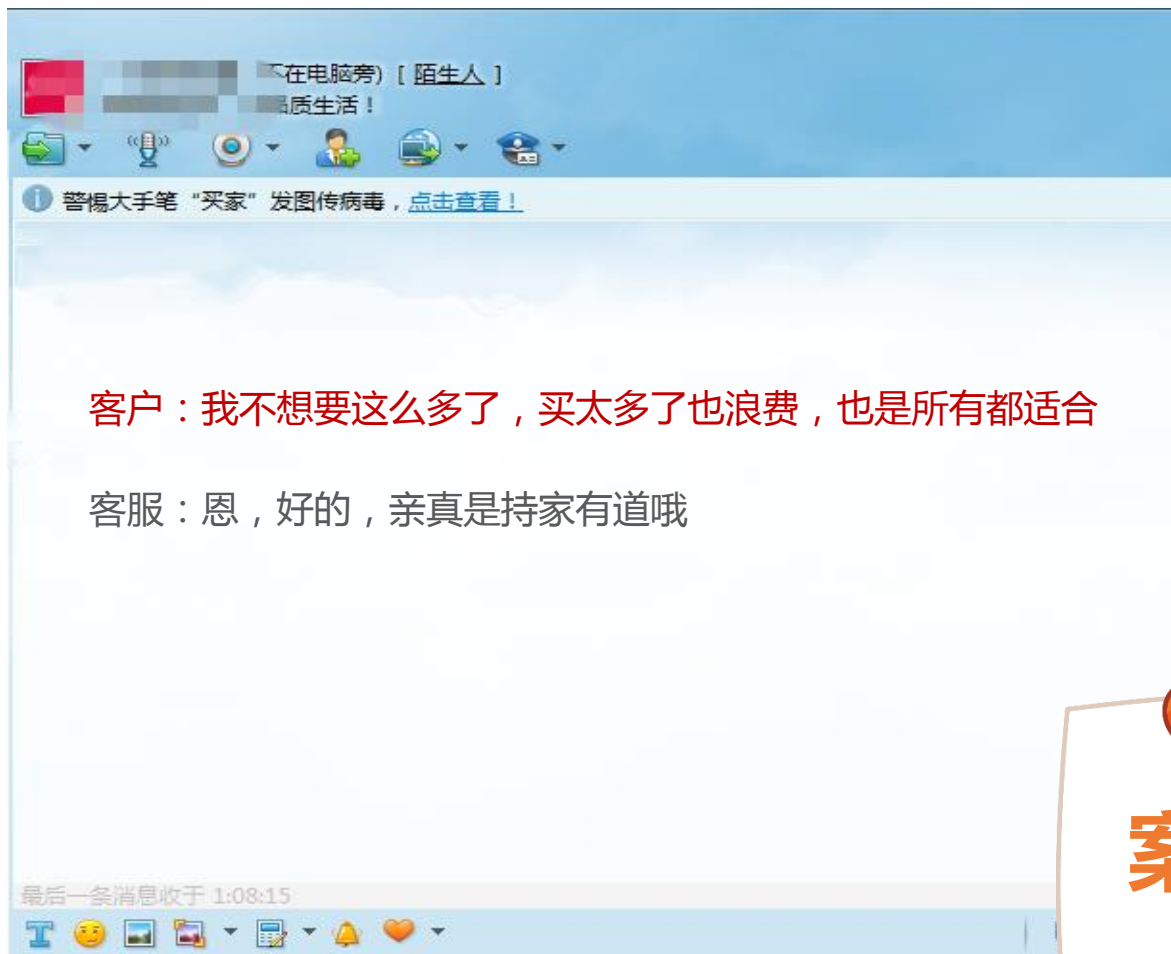 不在电脑旁) [ 陌生人 ]
品质生活！
警惕大手笔“买家”发图传病毒，点击查看！
客户：我不想要这么多了，买太多了也浪费，也是所有都适合
客服：恩，好的，亲真是持家有道哦
案
最后一条消息收于 1:08:15